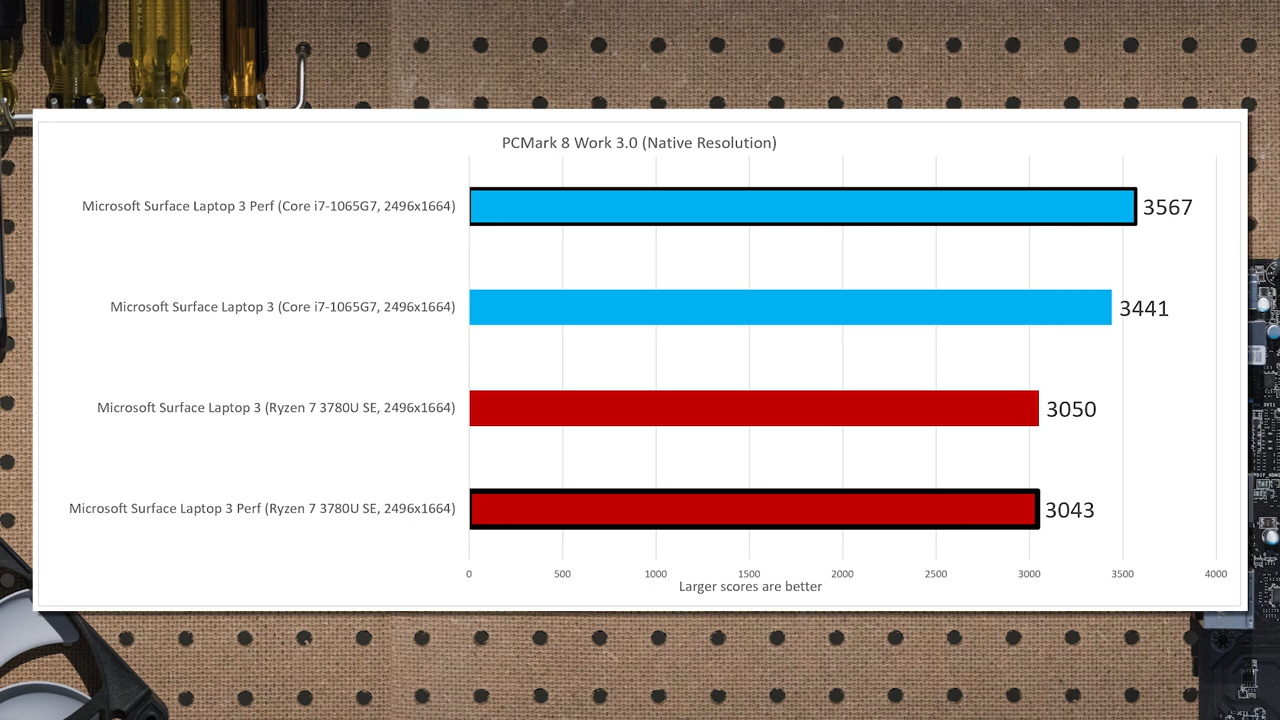 PCMark 8 Work 3.0 (Native Resolution)
Microsoft Surface Laptop 3 Perf (Core i7-1065G7, 2496x1664)
3567
Microsoft Surface Laptop 3 (Core i7-1065G7, 2496x1664)
3441
Microsoft Surface Laptop 3 (Ryzen 7 3780U SE, 2496x1664)
3050
Microsoft Surface Laptop 3 Perf (Ryzen 7 3780U SE, 2496x1664)
3043
0 500 1000 1500 2000 2500 3000 3500 4000
Larger scores are better